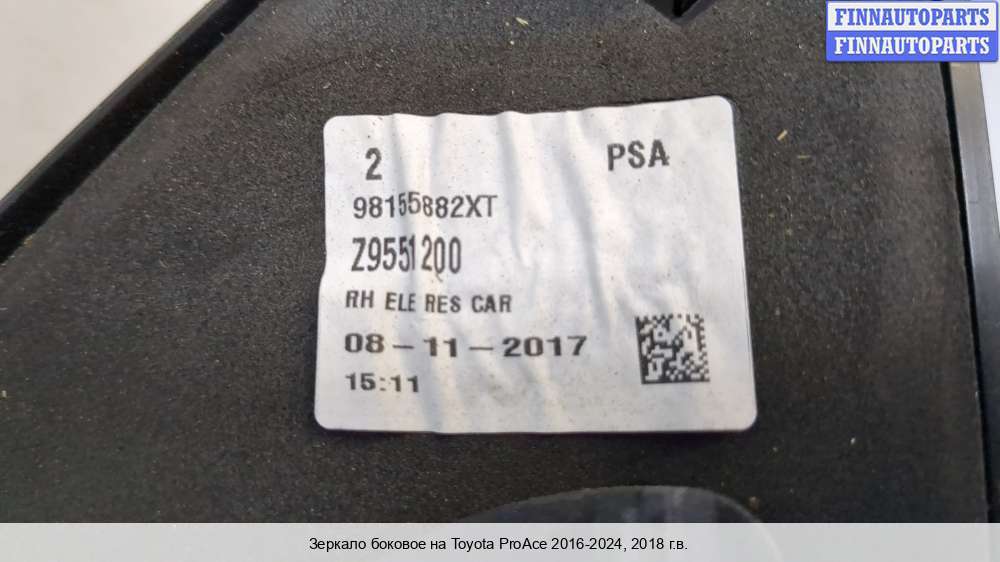 FINNAUTOPARTS
FINNAUTOPARTS
2 PSA
98155882XT
Z9551200
RH ELE RES CAR
08-11-2017
15:11
Зеркало боковое на Toyota ProAce 2016-2024, 2018 г.в.